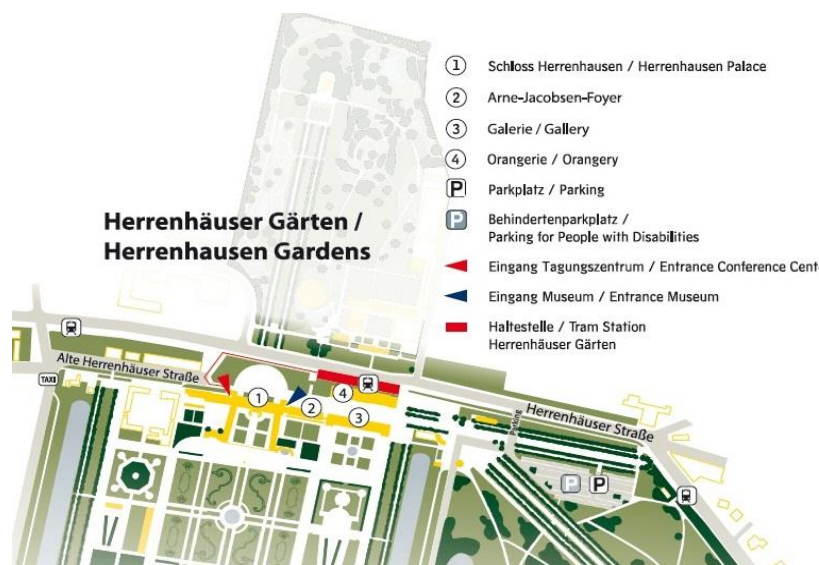 Herrenhäuser Gärten /
Herrenhausen Gardens
1 Schloss Herrenhausen / Herrenhausen Palace
2 Arne-Jacobsen-Foyer
3 Galerie / Gallery
4 Orangerie / Orangery
P Parkplatz / Parking
P Behindertenparkplatz /
Parking for People with Disabilities
Eingang Tagungszentrum / Entrance Conference Cent
Eingang Museum / Entrance Museum
Haltestelle / Tram Station
Herrenhäuser Gärten
Alte Herrenhäuser Straße
TAXI
1
2
4
3
Parking
Herrenhäuser Straße
P P